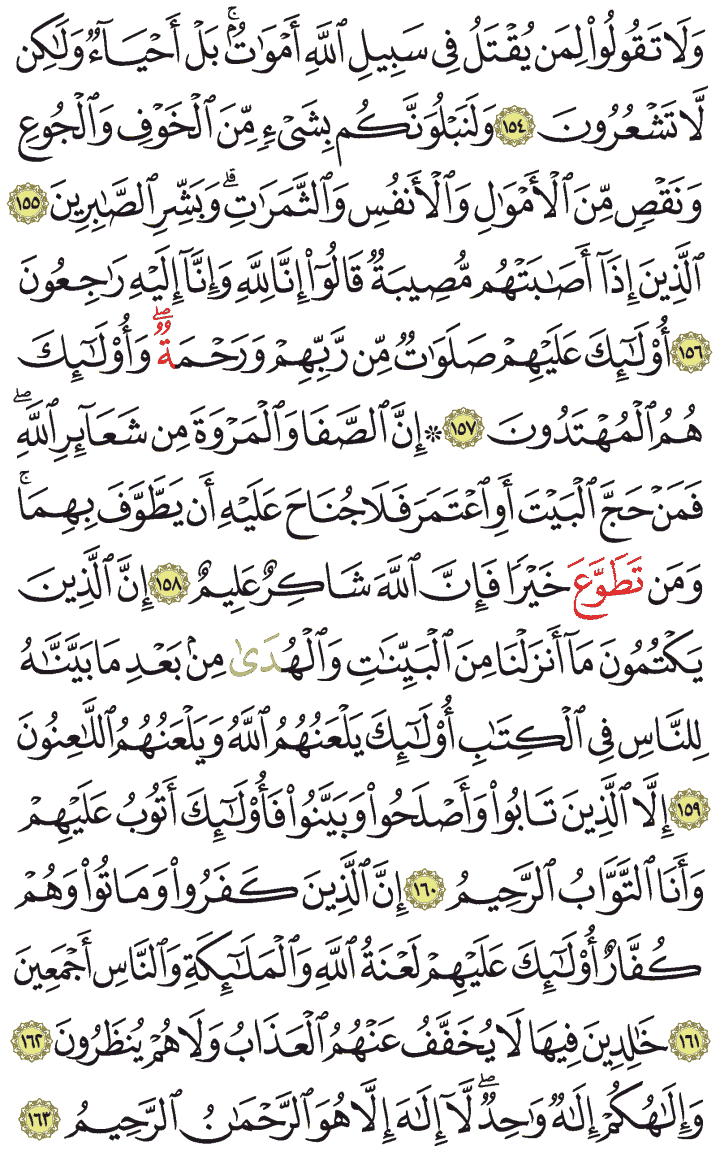 وَلَا تَقُولُوا۟ لِمَن يُقْتَلُ فِى سَبِيلِ ٱللَّهِ أَمْوَٰتٌۢ ۚ بَلْ أَحْيَآءٌ وَلَٰكِن
لَّا تَشْعُرُونَ ١٥٤ وَلَنَبْلُوَنَّكُم بِشَىْءٍ مِّنَ ٱلْخَوْفِ وَٱلْجُوعِ
وَنَقْصٍ مِّنَ ٱلْأَمْوَٰلِ وَٱلْأَنفُسِ وَٱلثَّمَرَٰتِ ۗ وَبَشِّرِ ٱلصَّٰبِرِينَ ١٥٥
ٱلَّذِينَ إِذَآ أَصَٰبَتْهُم مُّصِيبَةٌ قَالُوٓا۟ إِنَّا لِلَّهِ وَإِنَّآ إِلَيْهِ رَٰجِعُونَ
١٥٦ أُو۟لَٰٓئِكَ عَلَيْهِمْ صَلَوَٰتٌ مِّن رَّبِّهِمْ وَرَحْمَةٌ ۖ وَأُو۟لَٰٓئِكَ
هُمُ ٱلْمُهْتَدُونَ ١٥٧ ۞ إِنَّ ٱلصَّفَا وَٱلْمَرْوَةَ مِن شَعَآئِرِ ٱللَّهِ ۖ
فَمَنْ حَجَّ ٱلْبَيْتَ أَوِ ٱعْتَمَرَ فَلَا جُنَاحَ عَلَيْهِ أَن يَطَّوَّفَ بِهِمَا ۚ
وَمَن تَطَوَّعَ خَيْرًا فَإِنَّ ٱللَّهَ شَاكِرٌ عَلِيمٌ ١٥٨ إِنَّ ٱلَّذِينَ
يَكْتُمُونَ مَآ أَنزَلْنَا مِنَ ٱلْبَيِّنَٰتِ وَٱلْهُدَىٰ مِنۢ بَعْدِ مَا بَيَّنَّٰهُ
لِلنَّاسِ فِى ٱلْكِتَٰبِ أُو۟لَٰٓئِكَ يَلْعَنُهُمُ ٱللَّهُ وَيَلْعَنُهُمُ ٱللَّٰعِنُونَ
١٥٩ إِلَّا ٱلَّذِينَ تَابُوا۟ وَأَصْلَحُوا۟ وَبَيَّنُوا۟ فَأُو۟لَٰٓئِكَ أَتُوبُ عَلَيْهِمْ
وَأَنَا ٱلتَّوَّابُ ٱلرَّحِيمُ ١٦٠ إِنَّ ٱلَّذِينَ كَفَرُوا۟ وَمَاتُوا۟ وَهُمْ
كُفَّارٌ أُو۟لَٰٓئِكَ عَلَيْهِمْ لَعْنَةُ ٱللَّهِ وَٱلْمَلَٰٓئِكَةِ وَٱلنَّاسِ أَجْمَعِينَ
١٦١ خَٰلِدِينَ فِيهَا لَا يُخَفَّفُ عَنْهُمُ ٱلْعَذَابُ وَلَا هُمْ يُنظَرُونَ ١٦٢
وَإِلَٰهُكُمْ إِلَٰهٌ وَٰحِدٌ ۖ لَّآ إِلَٰهَ إِلَّا هُوَ ٱلرَّحْمَٰنُ ٱلرَّحِيمُ ١٦٣